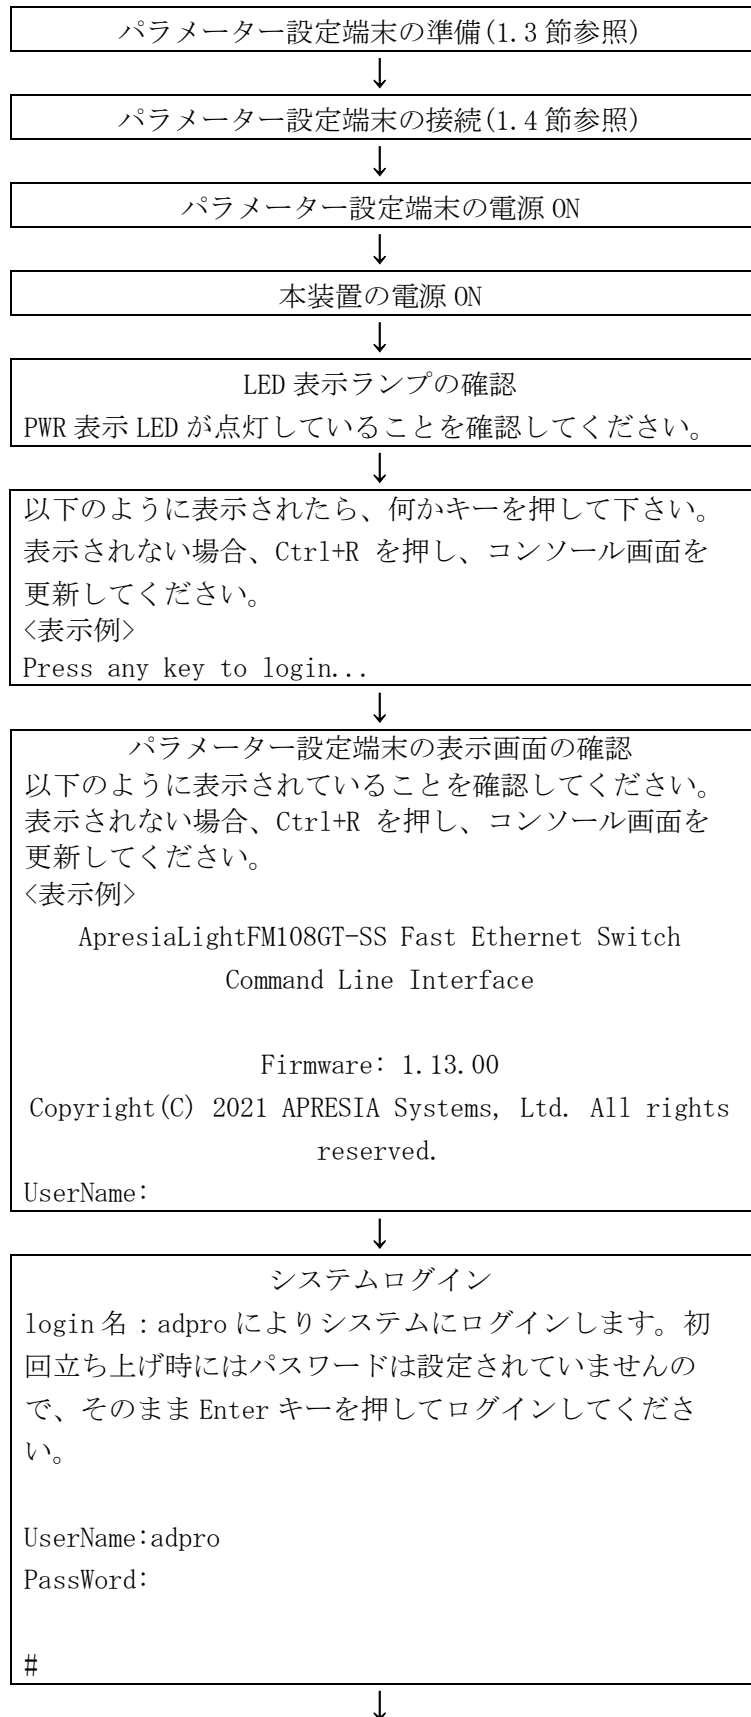 パラメーター設定端末の準備(1.3節参照)
↓
パラメーター設定端末の接続(1.4節参照)
↓
パラメーター設定端末の電源 ON
↓
本装置の電源 ON
↓
LED 表示ランプの確認
PWR 表示 LED が点灯していることを確認してください。
↓
以下のように表示されたら、何かキーを押して下さい。
表示されない場合、Ctrl+R を押し、コンソール画面を
更新してください。
<表示例>
Press any key to login...
↓
パラメーター設定端末の表示画面の確認
以下のように表示されていることを確認してください。
表示されない場合、Ctrl+R を押し、コンソール画面を
更新してください。
<表示例>
ApresiaLightFM108GT-SS Fast Ethernet Switch
Command Line Interface
Firmware: 1.13.00
Copyright(C) 2021 APRESIA Systems, Ltd. All rights
reserved.
UserName:
↓
システムログイン
login 名：adpro によりシステムにログインします。初
回立ち上げ時にはパスワードは設定されていませんの
で、そのまま Enter キーを押してログインしてくださ
い。
UserName:adpro
PassWord:
#
↓